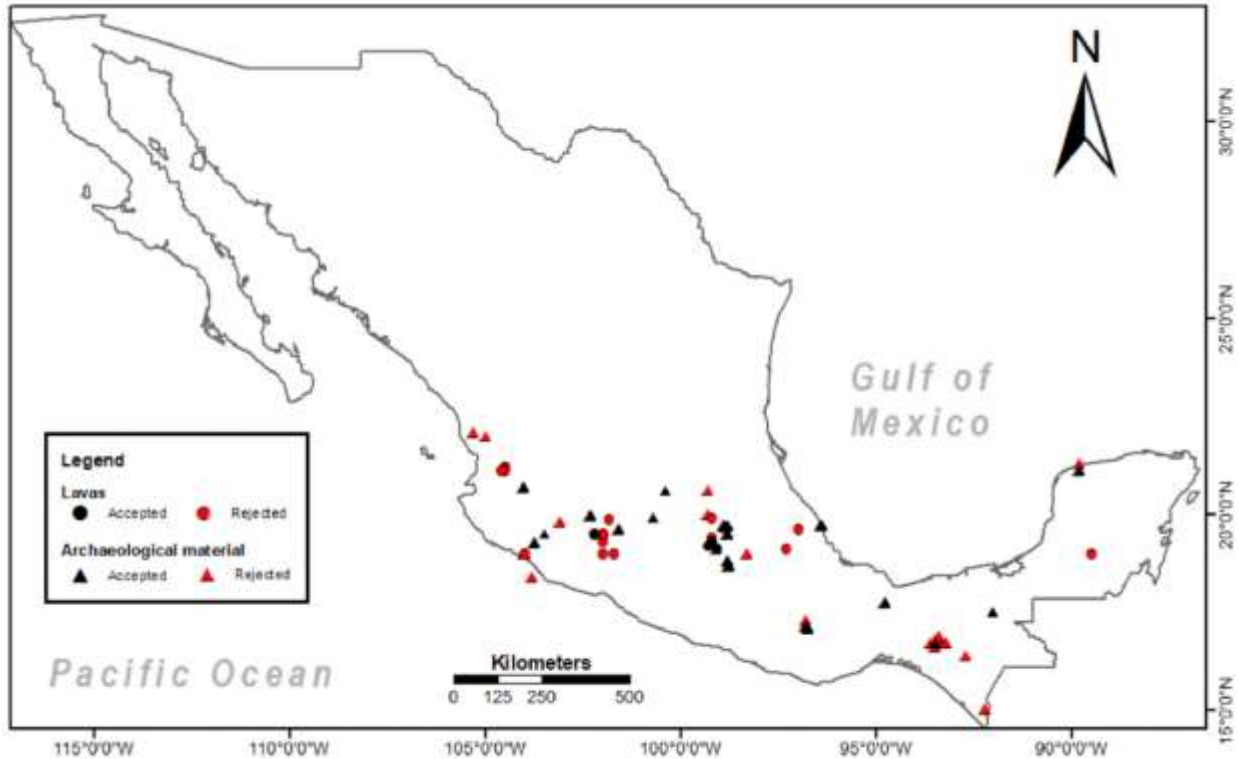 N
30°0'0"N
25°0'0"N
20°0'0"N
15°0'0"N
Gulf of
Mexico
Legend
Lavas
Accepted Rejected
Archaeological material
Accepted Rejected
Pacific Ocean
Kilometers
0 125 250 500
115°0'0"W 110°0'0"W 105°0'0"W 100°0'0"W 95°0'0"W 90°0'0"W